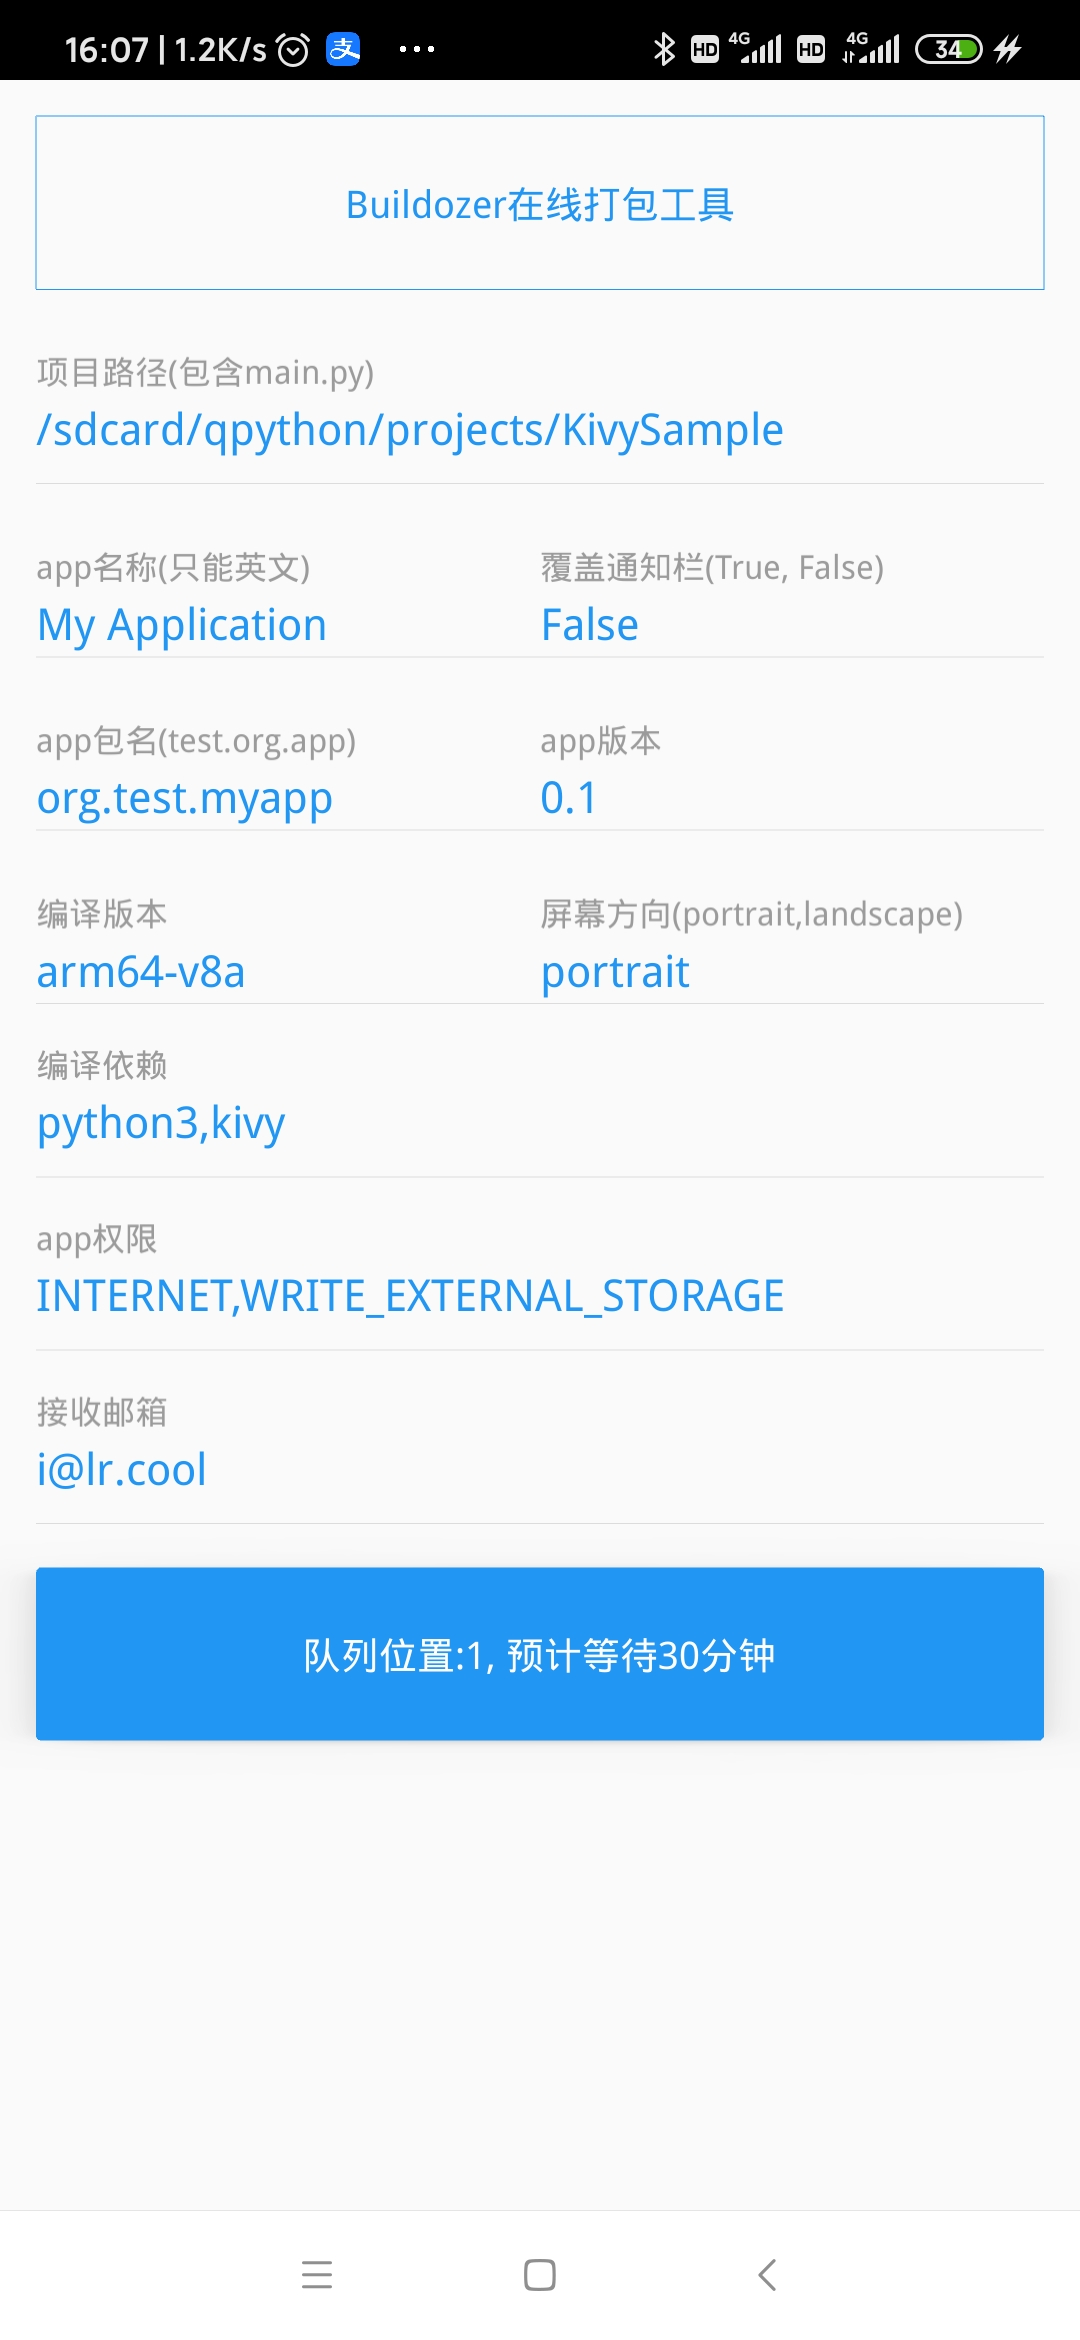 16:07 | 1.2K/s 支 ... HD 4G HD 4G 34
Buildozer在线打包工具
项目路径(包含main.py)
/sdcard/qpython/projects/KivySample
app名称(只能英文) 覆盖通知栏(True, False)
My Application False
app包名(test.org.app) app版本
org.test.myapp 0.1
编译版本 屏幕方向(portrait,landscape)
arm64-v8a portrait
编译依赖
python3,kivy
app权限
INTERNET,WRITE_EXTERNAL_STORAGE
接收邮箱
i@lr.cool
队列位置:1, 预计等待30分钟